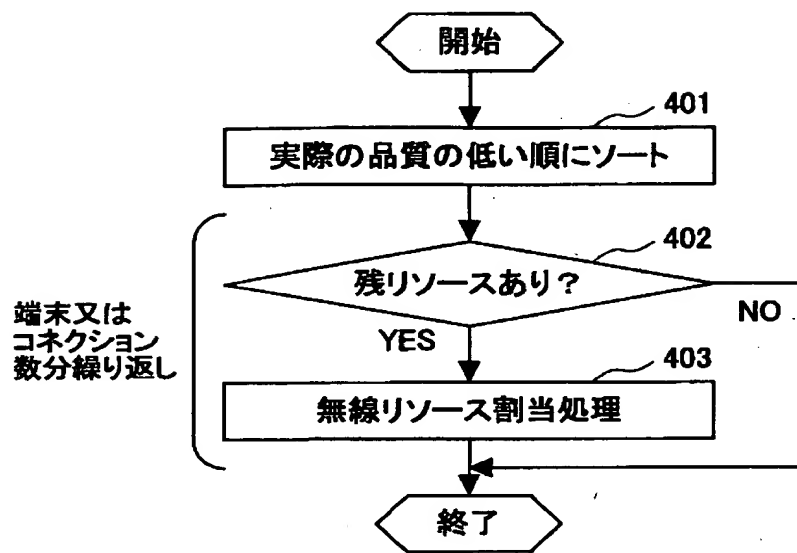 開始
401
実際の品質の低い順にソート
402
残リソースあり?
NO
YES
端末又は
コネクション
数分繰り返し
403
無線リソース割当処理
終了